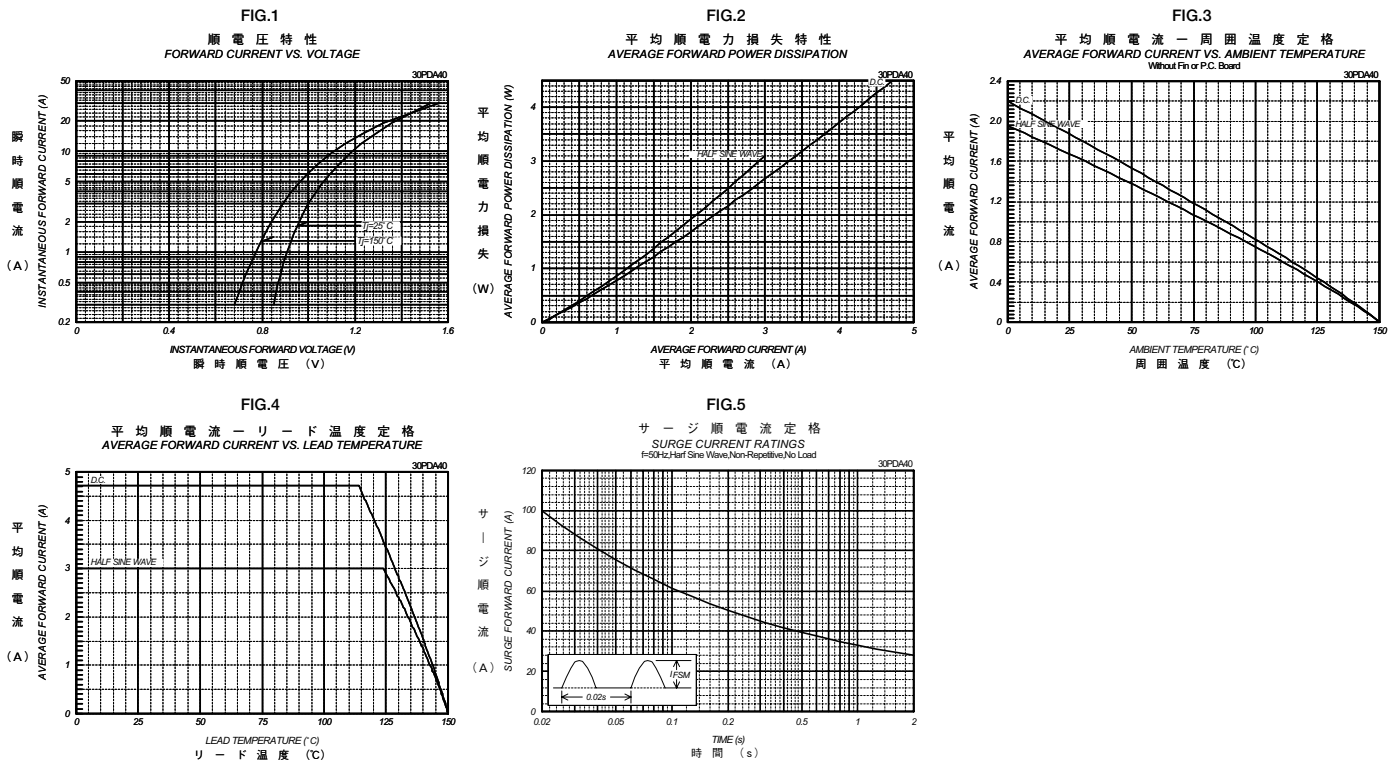 FIG.1
順電圧特性
FORWARD CURRENT VS. VOLTAGE
30PDA40
50
20
10
5
2
1
0.5
0.2
瞬時順電流
(A)
INSTANTANEOUS FORWARD CURRENT (A)
Tj=25°C
Tj=150°C
0 0.4 0.8 1.2 1.6
INSTANTANEOUS FORWARD VOLTAGE (V)
瞬時順電圧 (V)
FIG.2
平均順電力損失特性
AVERAGE FORWARD POWER DISSIPATION
30PDA40
D.C.
HALF SINE WAVE
4
3
2
1
0
平均順電力損失
(W)
AVERAGE FORWARD POWER DISSIPATION (W)
0 1 2 3 4 5
AVERAGE FORWARD CURRENT (A)
平均順電流 (A)
FIG.3
平均順電流ー周囲温度定格
AVERAGE FORWARD CURRENT VS. AMBIENT TEMPERATURE
Without Fin or P.C. Board
30PDA40
D.C.
HALF SINE WAVE
2.4
2.0
1.6
1.2
0.8
0.4
0
平均順電流
(A)
AVERAGE FORWARD CURRENT (A)
0 25 50 75 100 125 150
AMBIENT TEMPERATURE (°C)
周囲温度 (℃)
FIG.4
平均順電流ーリード温度定格
AVERAGE FORWARD CURRENT VS. LEAD TEMPERATURE
30PDA40
D.C.
HALF SINE WAVE
5
4
3
2
1
0
平均順電流
(A)
AVERAGE FORWARD CURRENT (A)
0 25 50 75 100 125 150
LEAD TEMPERATURE (°C)
リード温度 (℃)
FIG.5
サージ順電流定格
SURGE CURRENT RATINGS
f=50Hz,Harf Sine Wave,Non-Repetitive,No Load
30PDA40
120
100
80
60
40
20
0
サージ順電流
(A)
SURGE FORWARD CURRENT (A)
IFSM
0.02s
0.02 0.05 0.1 0.2 0.5 1 2
TIME (s)
時間 (s)